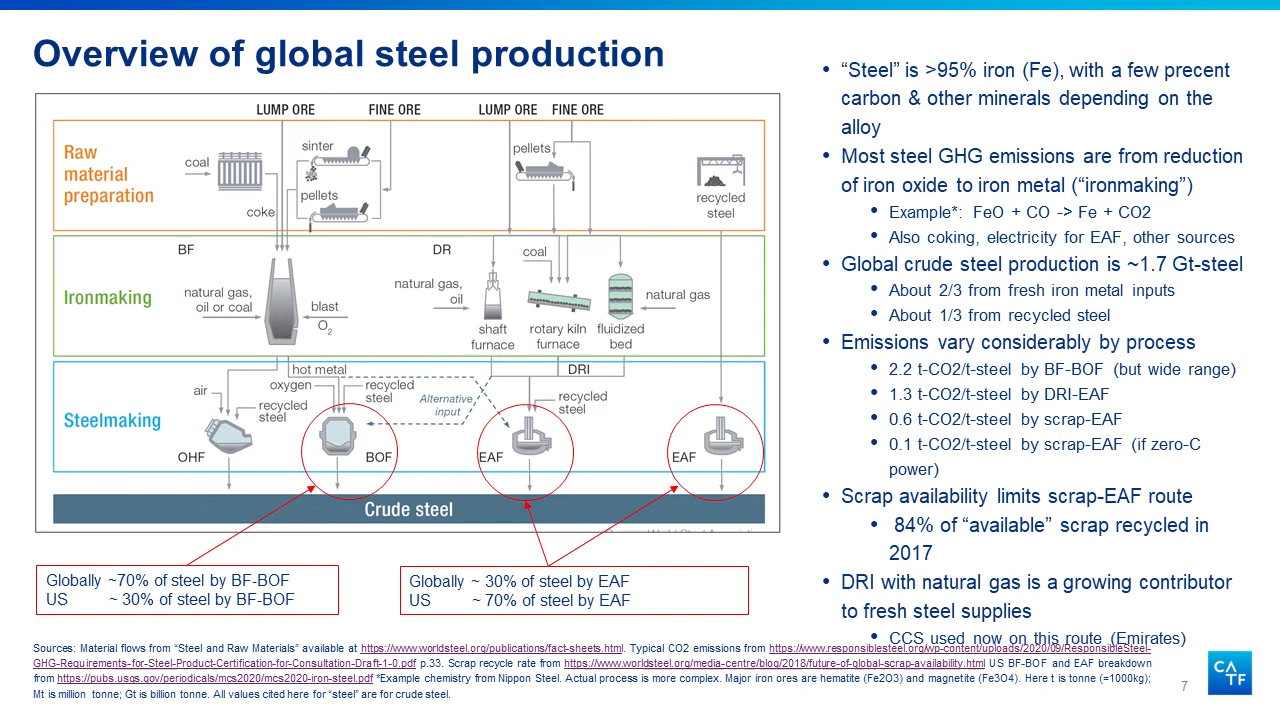 Overview of global steel production
LUMP ORE
FINE ORE
LUMP ORE
FINE ORE
Raw
material
preparation
coal
coke
sinter
pellets
pellets
recycled
steel
Ironmaking
BF
natural gas,
oil or coal
blast
O2
DR
natural gas,
oil
coal
natural gas
shaft
furnace
rotary kiln
furnace
fluidized
bed
Steelmaking
hot metal
air
recycled
steel
oxygen
recycled
steel
Alternative
input
DRI
recycled
steel
OHF
BOF
EAF
EAF
Crude steel
Globally ~70% of steel by BF-BOF
US ~ 30% of steel by BF-BOF
Globally ~ 30% of steel by EAF
US ~ 70% of steel by EAF
• “Steel” is >95% iron (Fe), with a few precent
carbon & other minerals depending on the
alloy
• Most steel GHG emissions are from reduction
of iron oxide to iron metal (“ironmaking”)
• Example*: FeO + CO -> Fe + CO2
• Also coking, electricity for EAF, other sources
• Global crude steel production is ~1.7 Gt-steel
• About 2/3 from fresh iron metal inputs
• About 1/3 from recycled steel
• Emissions vary considerably by process
• 2.2 t-CO2/t-steel by BF-BOF (but wide range)
• 1.3 t-CO2/t-steel by DRI-EAF
• 0.6 t-CO2/t-steel by scrap-EAF
• 0.1 t-CO2/t-steel by scrap-EAF (if zero-C
power)
• Scrap availability limits scrap-EAF route
• 84% of “available” scrap recycled in
2017
• DRI with natural gas is a growing contributor
to fresh steel supplies
• CCS used now on this route (Emirates)
Sources: Material flows from “Steel and Raw Materials” available at https://www.worldsteel.org/publications/fact-sheets.html. Typical CO2 emissions from https://www.responsiblesteel.org/wp-content/uploads/2020/09/ResponsibleSteel-
GHG-Requirements-for-Steel-Product-Certification-for-Consultation-Draft-1-0.pdf p.33. Scrap recycle rate from https://www.worldsteel.org/media-centre/blog/2018/future-of-global-scrap-availability.html US BF-BOF and EAF breakdown
from https://pubs.usgs.gov/periodicals/mcs2020/mcs2020-iron-steel.pdf *Example chemistry from Nippon Steel. Actual process is more complex. Major iron ores are hematite (Fe2O3) and magnetite (Fe3O4). Here t is tonne (=1000kg);
Mt is million tonne; Gt is billion tonne. All values cited here for “steel” are for crude steel.
7
CATF